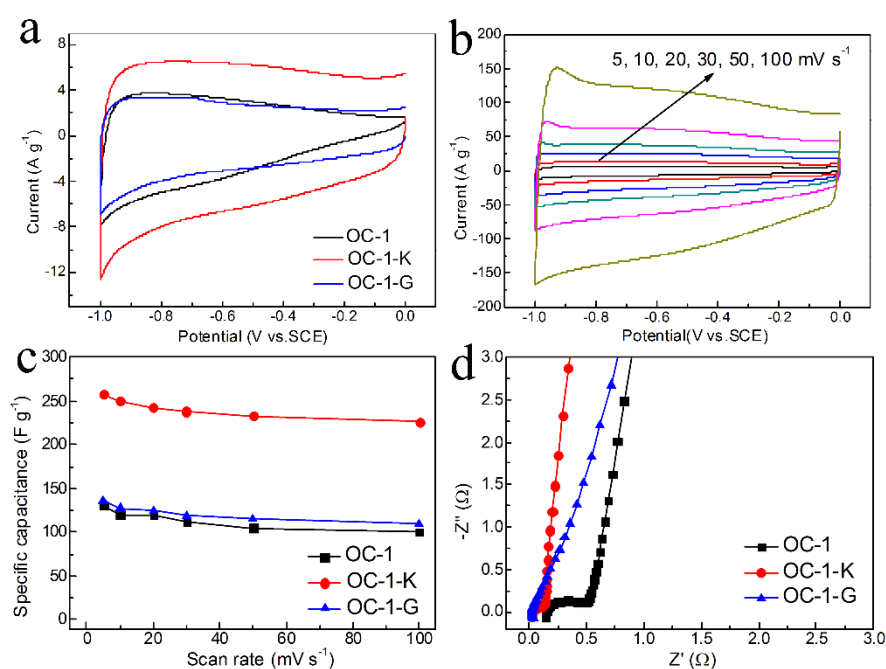 a
8
4
0
-4
-8
-12
Current (A g⁻¹)
OC-1
OC-1-K
OC-1-G
-1.0
-0.8
-0.6
-0.4
-0.2
0.0
Potential (V vs.SCE)
b
200
150
100
50
0
-50
-100
-150
-200
Current (A g⁻¹)
5, 10, 20, 30, 50, 100 mV s⁻¹
-1.0
-0.8
-0.6
-0.4
-0.2
0.0
Potential(V vs.SCE)
c
300
250
200
150
100
50
0
Specific capacitance (F g⁻¹)
OC-1
OC-1-K
OC-1-G
0
20
40
60
80
100
Scan rate (mV s⁻¹)
d
3.0
2.5
2.0
1.5
1.0
0.5
0.0
-Z'' (Ω)
OC-1
OC-1-K
OC-1-G
0.0
0.5
1.0
1.5
2.0
2.5
3.0
Z' (Ω)